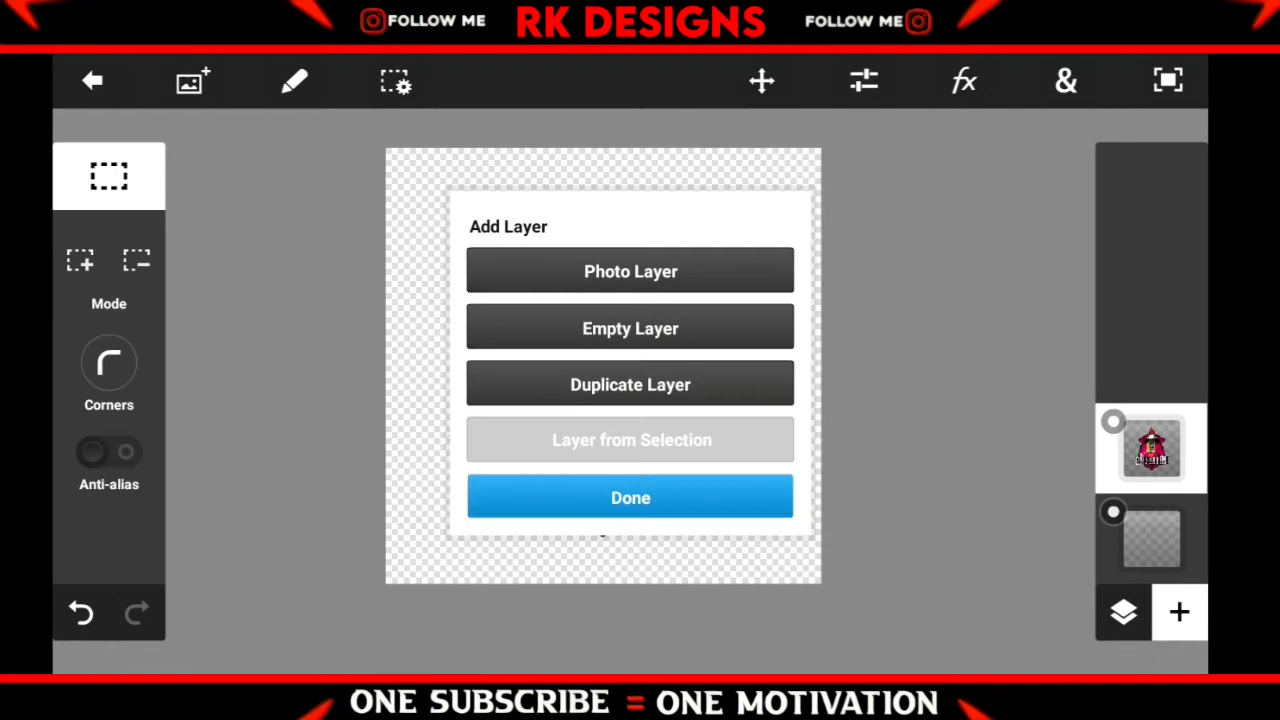 FOLLOW ME RK DESIGNS FOLLOW ME
fx &
Add Layer
Photo Layer
Empty Layer
Duplicate Layer
Layer from Selection
Done
Mode
Corners
Anti-alias
ONE SUBSCRIBE = ONE MOTIVATION